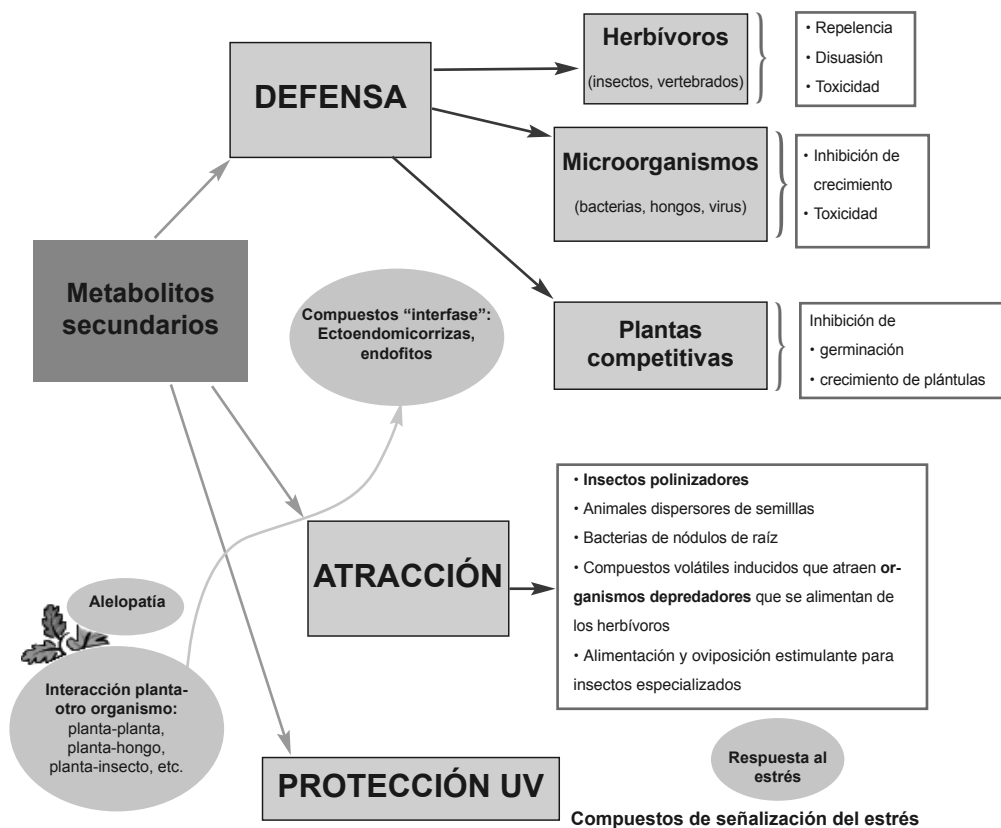 DEFENSA
Herbívoros
(insectos, vertebrados)
• Repelencia
• Disuasión
• Toxicidad
Microorganismos
(bacterias, hongos, virus)
• Inhibición de
crecimiento
• Toxicidad
Metabolitos
secundarios
Compuestos “interfase”:
Ectoendomicorrizas,
endofitos
Plantas
competitivas
Inhibición de
• germinación
• crecimiento de plántulas
ATRACCIÓN
• Insectos polinizadores
• Animales dispersores de semilllas
• Bacterias de nódulos de raíz
• Compuestos volátiles inducidos que atraen or-
ganismos depredadores que se alimentan de
los herbívoros
• Alimentación y oviposición estimulante para
insectos especializados
Alelopatía
Interacción planta-
otro organismo:
planta-planta,
planta-hongo,
planta-insecto, etc.
PROTECCIÓN UV
Respuesta al
estrés
Compuestos de señalización del estrés